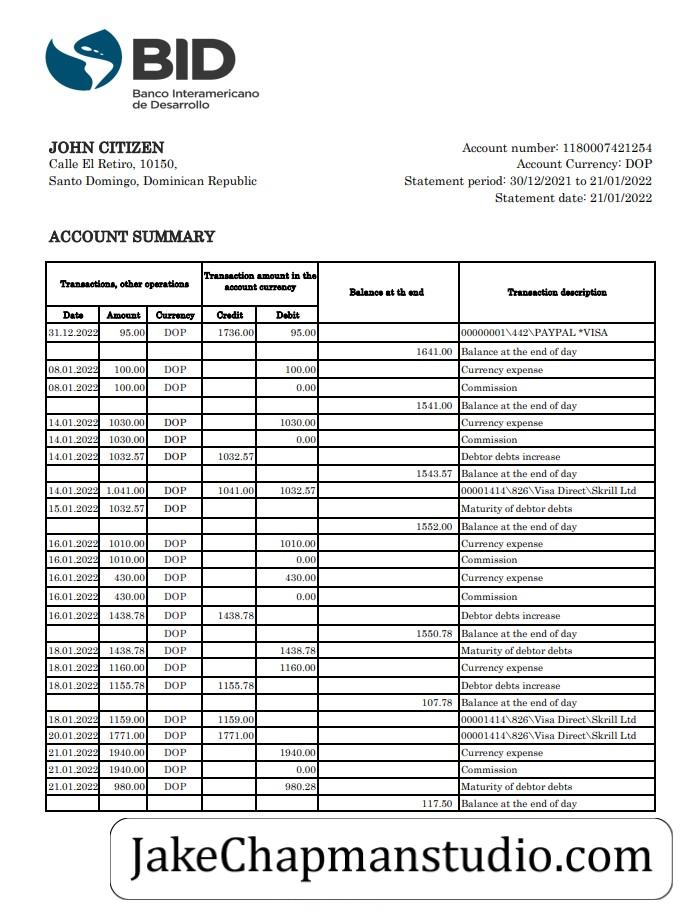 BID
Banco Interamericano
de Desarrollo
JOHN CITIZEN
Calle El Retiro, 10150,
Santo Domingo, Dominican Republic
Account number: 1180007421254
Account Currency: DOP
Statement period: 30/12/2021 to 21/01/2022
Statement date: 21/01/2022
ACCOUNT SUMMARY
Transactions, other operations Transaction amount in the account currency Balance at th end Transaction description
Date Amount Currency Credit Debit
31.12.2022 95.00 DOP 1736.00 95.00 00000001\442\PAYPAL *VISA
1641.00 Balance at the end of day
08.01.2022 100.00 DOP 100.00 Currency expense
08.01.2022 100.00 DOP 0.00 Commission
1541.00 Balance at the end of day
14.01.2022 1030.00 DOP 1030.00 Currency expense
14.01.2022 1030.00 DOP 0.00 Commission
14.01.2022 1032.57 DOP 1032.57 Debtor debts increase
1543.57 Balance at the end of day
14.01.2022 1.041.00 DOP 1041.00 1032.57 00001414\826\Visa Direct\Skrill Ltd
15.01.2022 1032.57 DOP Maturity of debtor debts
1552.00 Balance at the end of day
16.01.2022 1010.00 DOP 1010.00 Currency expense
16.01.2022 1010.00 DOP 0.00 Commission
16.01.2022 430.00 DOP 430.00 Currency expense
16.01.2022 430.00 DOP 0.00 Commission
16.01.2022 1438.78 DOP 1438.78 Debtor debts increase
DOP 1550.78 Balance at the end of day
18.01.2022 1438.78 DOP 1438.78 Maturity of debtor debts
18.01.2022 1160.00 DOP 1160.00 Currency expense
18.01.2022 1155.78 DOP 1155.78 Debtor debts increase
107.78 Balance at the end of day
18.01.2022 1159.00 DOP 1159.00 00001414\826\Visa Direct\Skrill Ltd
20.01.2022 1771.00 DOP 1771.00 00001414\826\Visa Direct\Skrill Ltd
21.01.2022 1940.00 DOP 1940.00 Currency expense
21.01.2022 1940.00 DOP 0.00 Commission
21.01.2022 980.00 DOP 980.28 Maturity of debtor debts
117.50 Balance at the end of day
JakeChapmanstudio.com